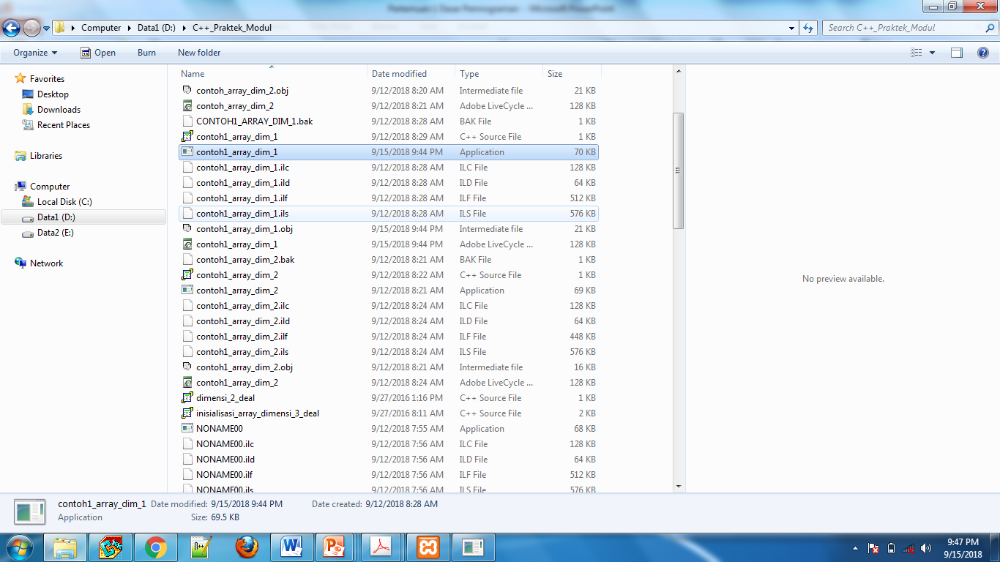 Pertemuan 1 Dasar Pemrograman - Microsoft PowerPoint
Computer Data1 (D:) C++_Praktek_Modul Search C++_Praktek_Modul
Organize Open Burn New folder
Favorites
Desktop
Downloads
Recent Places
Libraries
Computer
Local Disk (C:)
Data1 (D:)
Data2 (E:)
Network
Name Date modified Type Size
contoh_array_dim_2.obj 9/12/2018 8:20 AM Intermediate file 21 KB
contoh_array_dim_2 9/12/2018 8:21 AM Adobe LiveCycle ... 128 KB
CONTOH1_ARRAY_DIM_1.bak 9/12/2018 8:28 AM BAK File 1 KB
contoh1_array_dim_1 9/12/2018 8:29 AM C++ Source File 1 KB
contoh1_array_dim_1 9/15/2018 9:44 PM Application 70 KB
contoh1_array_dim_1.ilc 9/12/2018 8:28 AM ILC File 128 KB
contoh1_array_dim_1.ild 9/12/2018 8:28 AM ILD File 64 KB
contoh1_array_dim_1.ilf 9/12/2018 8:28 AM ILF File 512 KB
contoh1_array_dim_1.ils 9/12/2018 8:28 AM ILS File 576 KB
contoh1_array_dim_1.obj 9/15/2018 9:44 PM Intermediate file 21 KB
contoh1_array_dim_1 9/15/2018 9:44 PM Adobe LiveCycle ... 128 KB
contoh1_array_dim_2.bak 9/12/2018 8:21 AM BAK File 1 KB
contoh1_array_dim_2 9/12/2018 8:22 AM C++ Source File 1 KB
contoh1_array_dim_2 9/12/2018 8:21 AM Application 69 KB
contoh1_array_dim_2.ilc 9/12/2018 8:24 AM ILC File 128 KB
contoh1_array_dim_2.ild 9/12/2018 8:24 AM ILD File 64 KB
contoh1_array_dim_2.ilf 9/12/2018 8:24 AM ILF File 448 KB
contoh1_array_dim_2.ils 9/12/2018 8:24 AM ILS File 576 KB
contoh1_array_dim_2.obj 9/12/2018 8:21 AM Intermediate file 16 KB
contoh1_array_dim_2 9/12/2018 8:24 AM Adobe LiveCycle ... 128 KB
dimensi_2_deal 9/27/2016 1:16 PM C++ Source File 1 KB
inisialisasi_array_dimensi_3_deal 9/27/2016 8:11 AM C++ Source File 2 KB
NONAME00 9/12/2018 7:55 AM Application 68 KB
NONAME00.ilc 9/12/2018 7:56 AM ILC File 128 KB
NONAME00.ild 9/12/2018 7:56 AM ILD File 64 KB
NONAME00.ilf 9/12/2018 7:56 AM ILF File 512 KB
NONAME00.ils 9/12/2018 7:56 AM ILS File 576 KB
No preview available.
contoh1_array_dim_1 Date modified: 9/15/2018 9:44 PM Date created: 9/12/2018 8:28 AM
Application Size: 69.5 KB
9:47 PM
9/15/2018